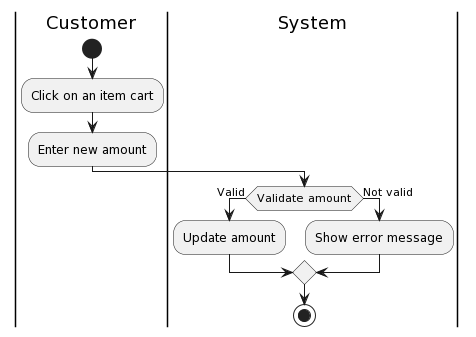 Customer
System
Click on an item cart
Enter new amount
Valid
Validate amount
Not valid
Update amount
Show error message